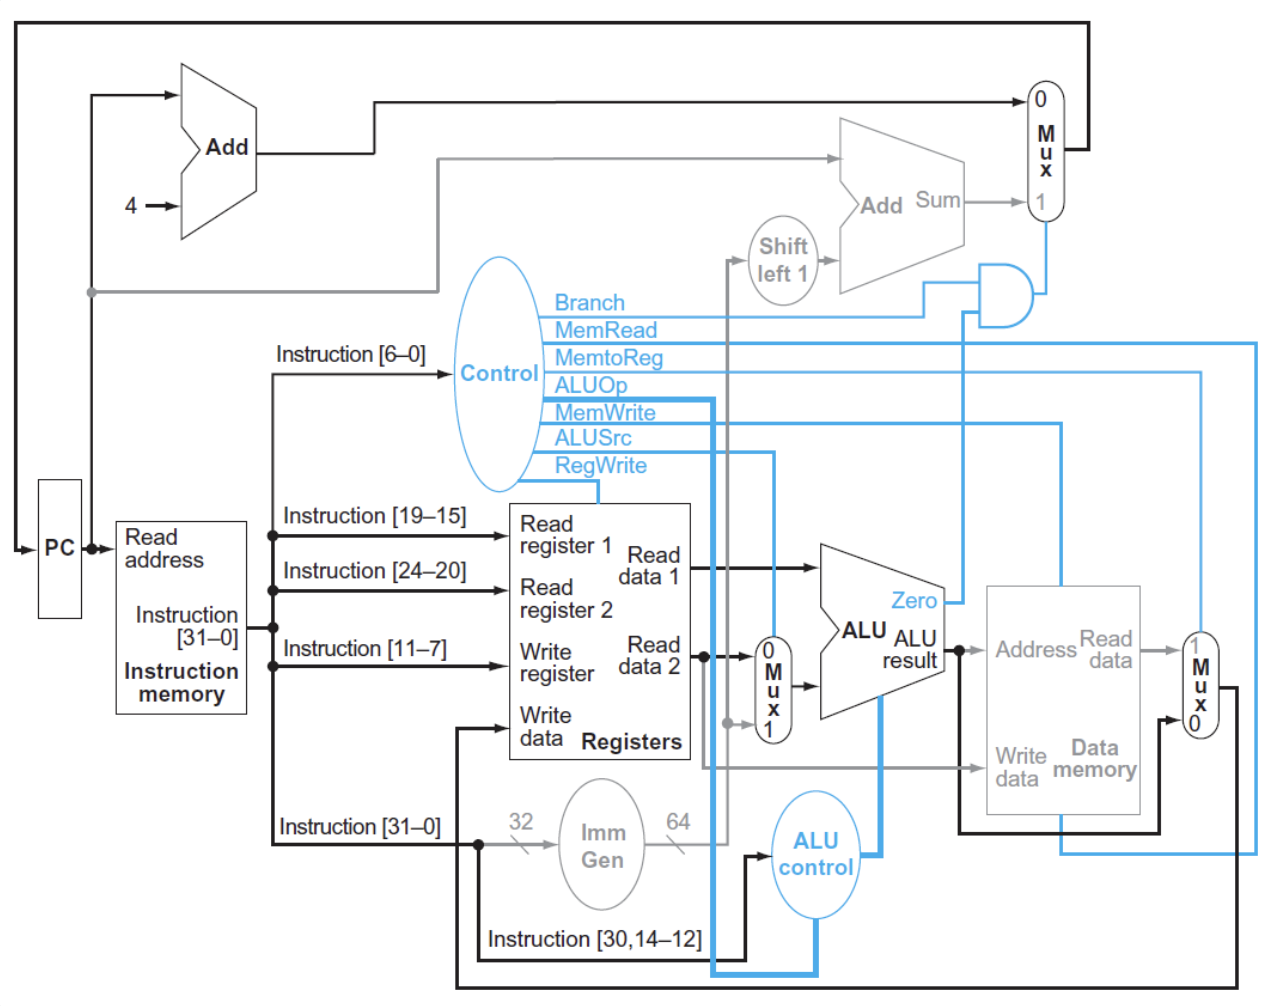 0
M
u
x
1
Add
4
Add Sum
Shift
left 1
Branch
MemRead
MemtoReg
ALUOp
MemWrite
ALUSrc
RegWrite
Control
Instruction [6–0]
PC
Read
address
Instruction
[31–0]
Instruction
memory
Instruction [19–15]
Instruction [24–20]
Instruction [11–7]
Instruction [31–0]
Read
register 1
Read
register 2
Write
register
Write
data
Read
data 1
Read
data 2
Registers
0
M
u
x
1
Zero
ALU
ALU
result
Address
Read
data
Write
data
Data
memory
1
M
u
x
0
32
Imm
Gen
64
ALU
control
Instruction [30,14–12]